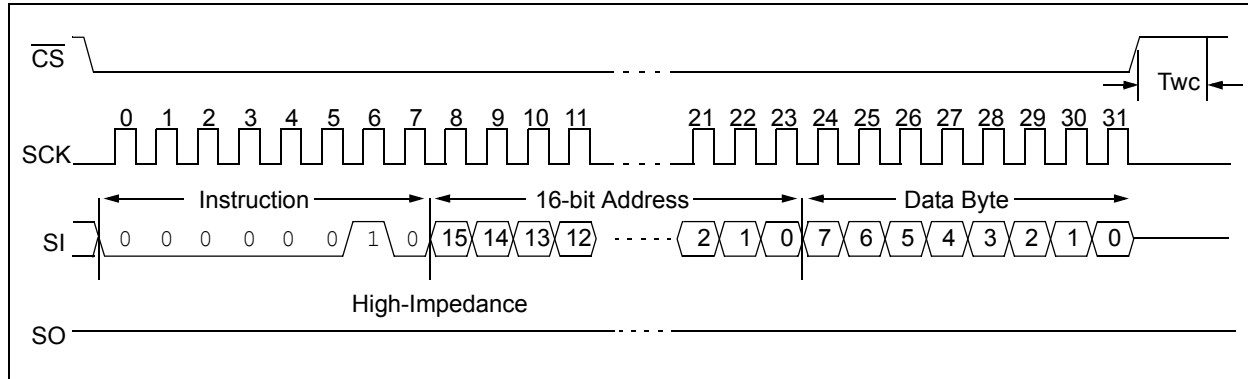 CS
Twc
0 1 2 3 4 5 6 7 8 9 10 11 21 22 23 24 25 26 27 28 29 30 31
SCK
Instruction 16-bit Address Data Byte
SI 0 0 0 0 0 0 1 0 15 14 13 12 2 1 0 7 6 5 4 3 2 1 0
High-Impedance
SO